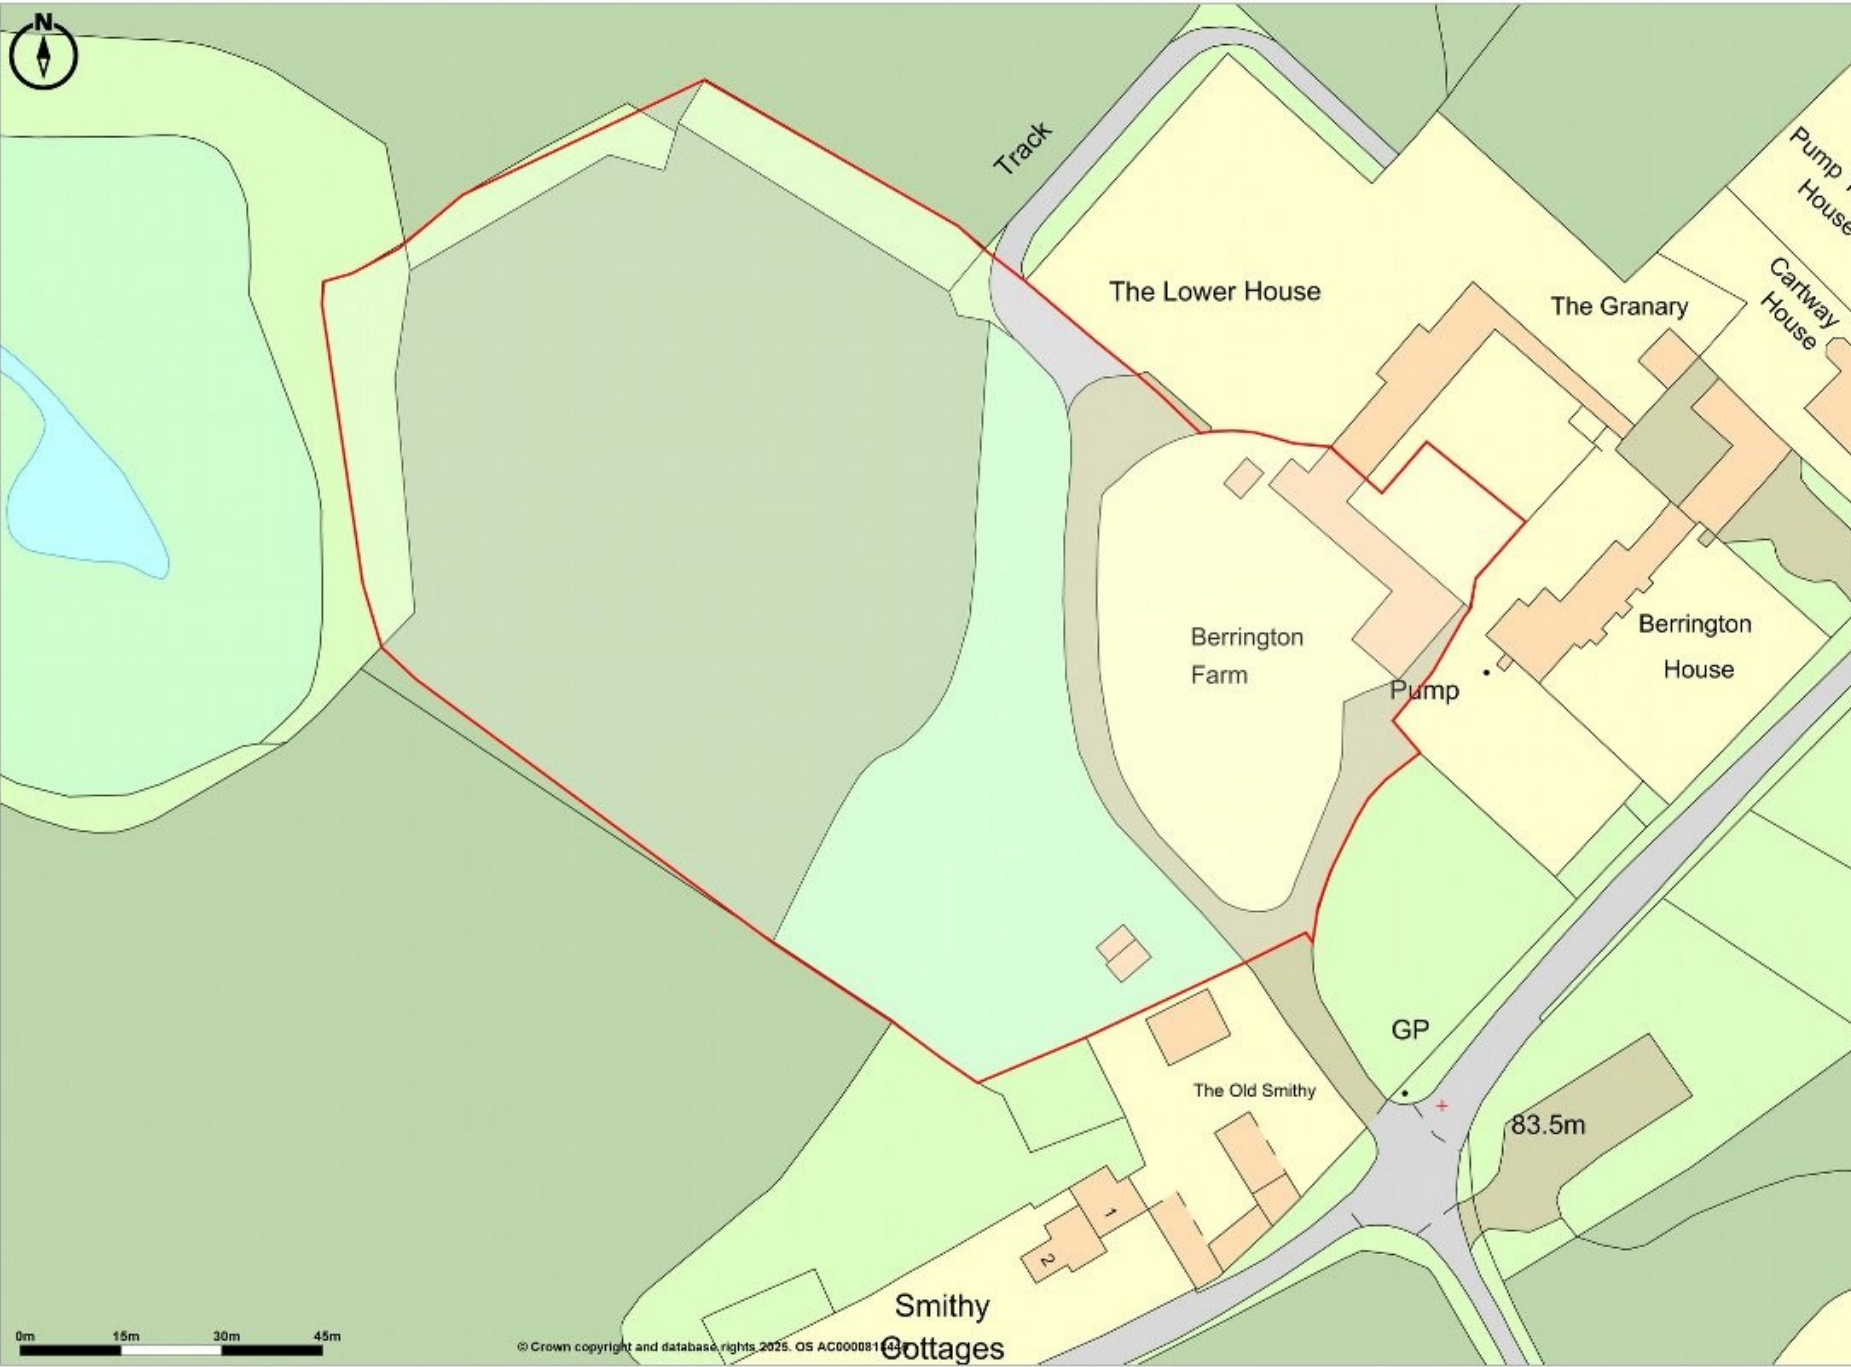 N
Track
Pump
House
Cartway
House
The Lower House
The Granary
Berrington
Farm
Berrington
House
Pump
GP
The Old Smithy
83.5m
1
2
Smithy
Cottages
0m 15m 30m 45m
© Crown copyright and database rights 2025. OS